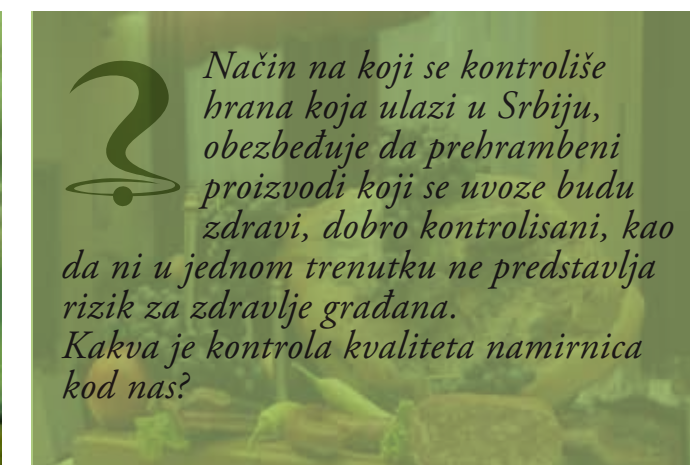 Način na koji se kontroliše
hrana koja ulazi u Srbiju,
obezbeđuje da prehrambeni
proizvodi koji se uvoze budu
zdravi, dobro kontrolisani, kao
da ni u jednom trenutku ne predstavlja
rizik za zdravlje građana.
Kakva je kontrola kvaliteta namirnica
kod nas?